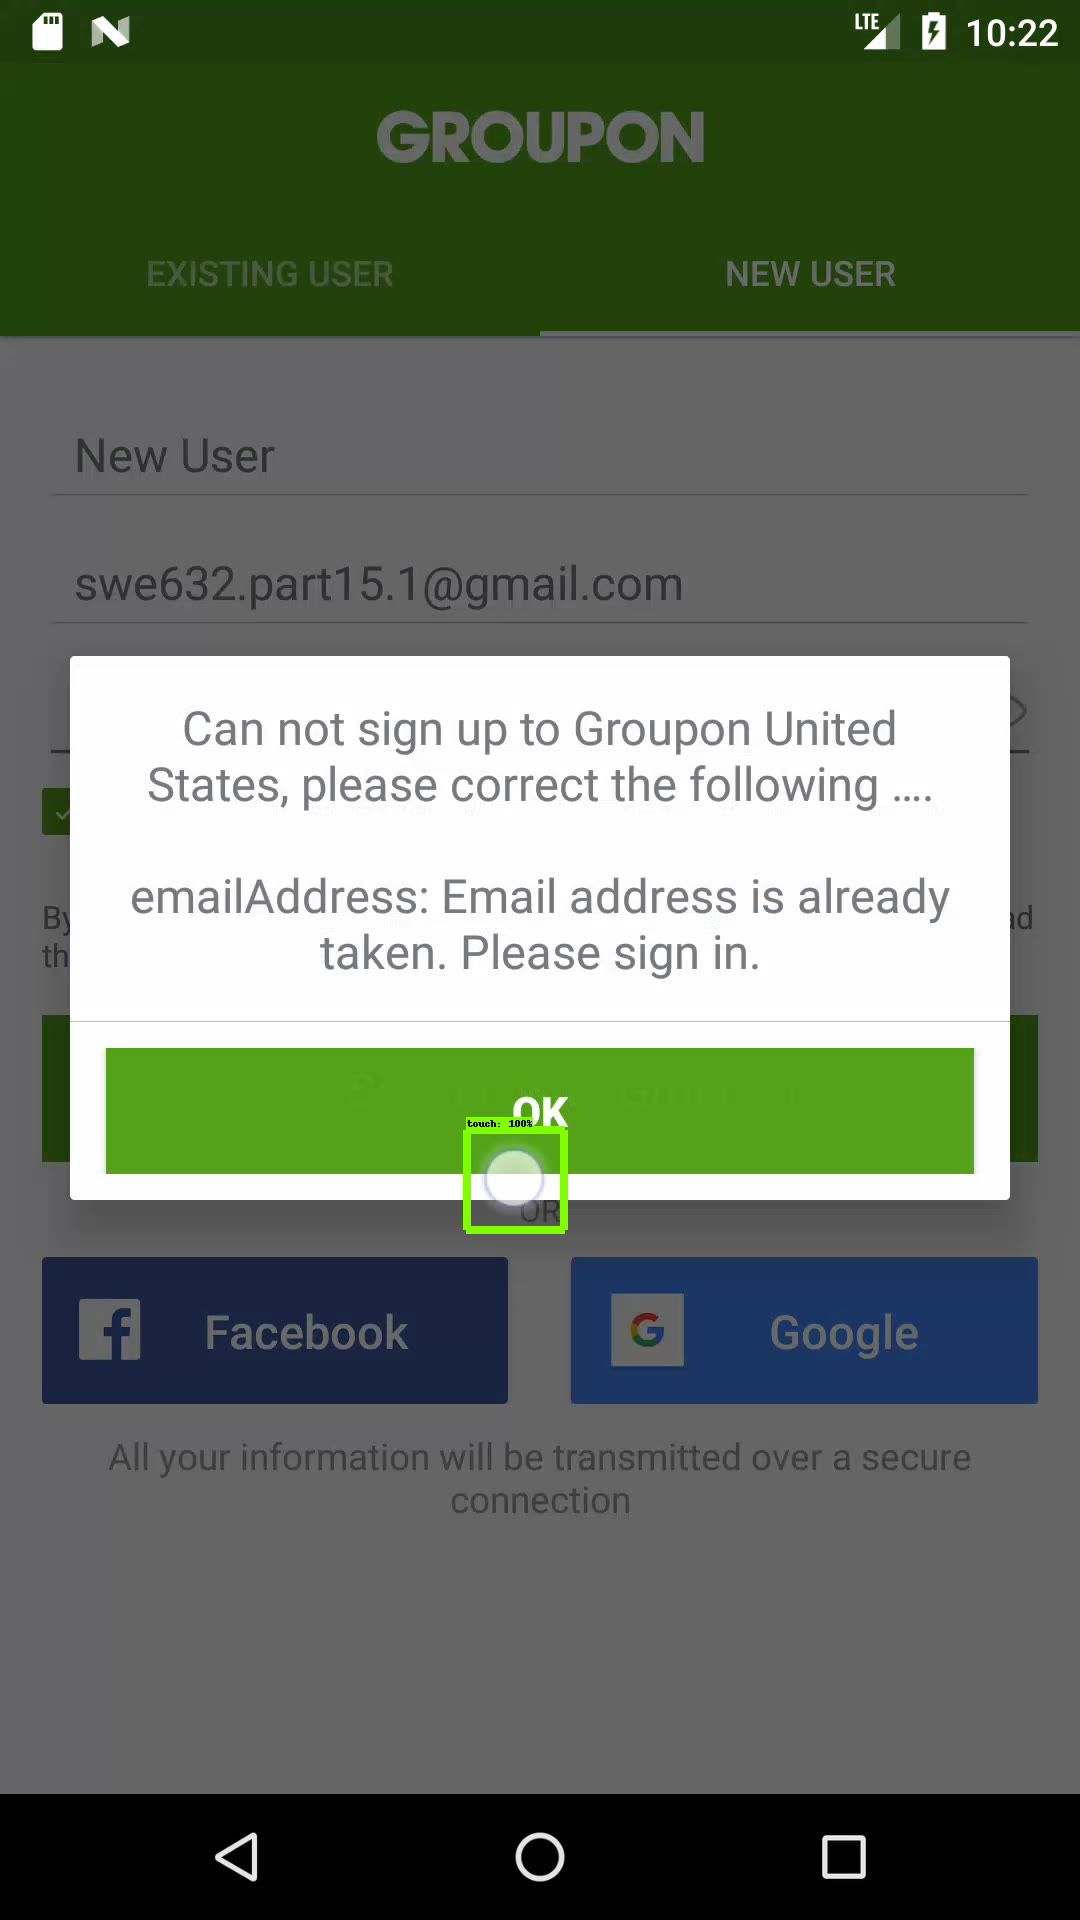 LTE 10:22
GROUPON
EXISTING USER NEW USER
New User
swe632.part15.1@gmail.com
Can not sign up to Groupon United
States, please correct the following ....
emailAddress: Email address is already
taken. Please sign in.
By ad
th
OK
touch: 100%
OR
Facebook Google
All your information will be transmitted over a secure
connection